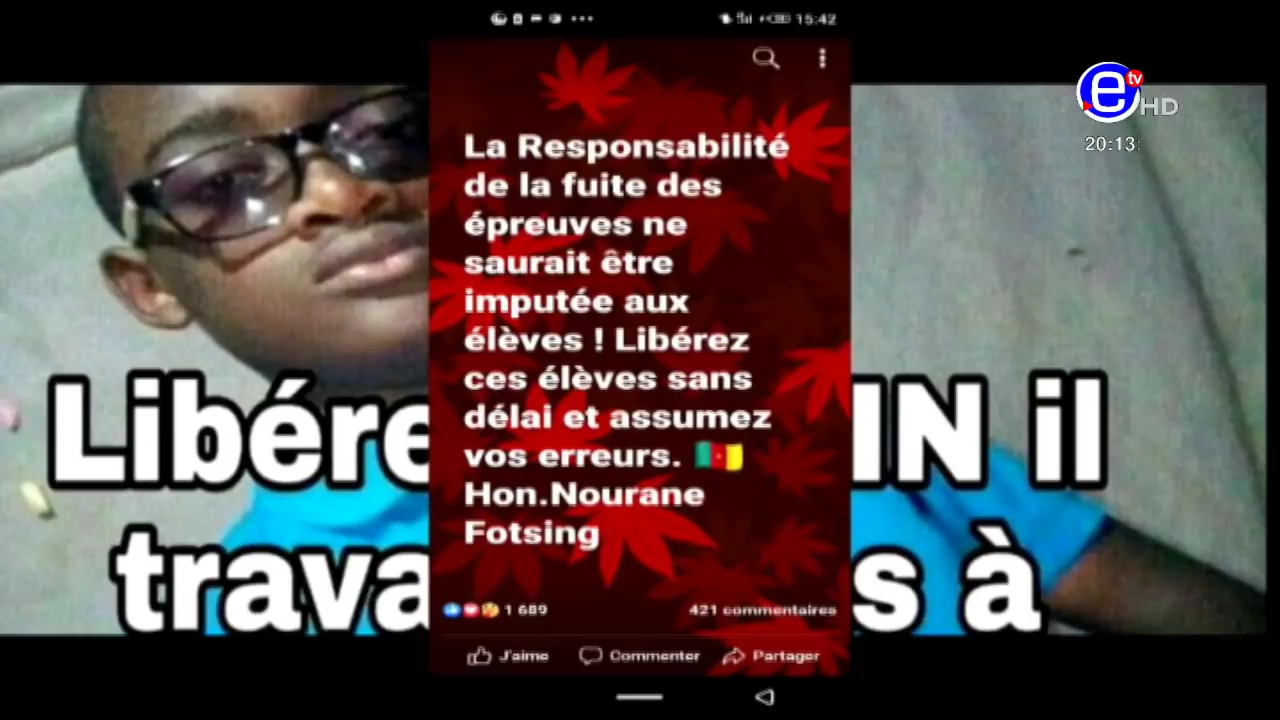 15:42
e tv HD
20:13:
La Responsabilité
de la fuite des
épreuves ne
saurait être
imputée aux
élèves ! Libérez
ces élèves sans
délai et assumez
vos erreurs. 🇨🇲
Hon.Nourane
Fotsing
1 689
421 commentaires
J'aime
Commenter
Partager
Libére
IN il
trava
s à